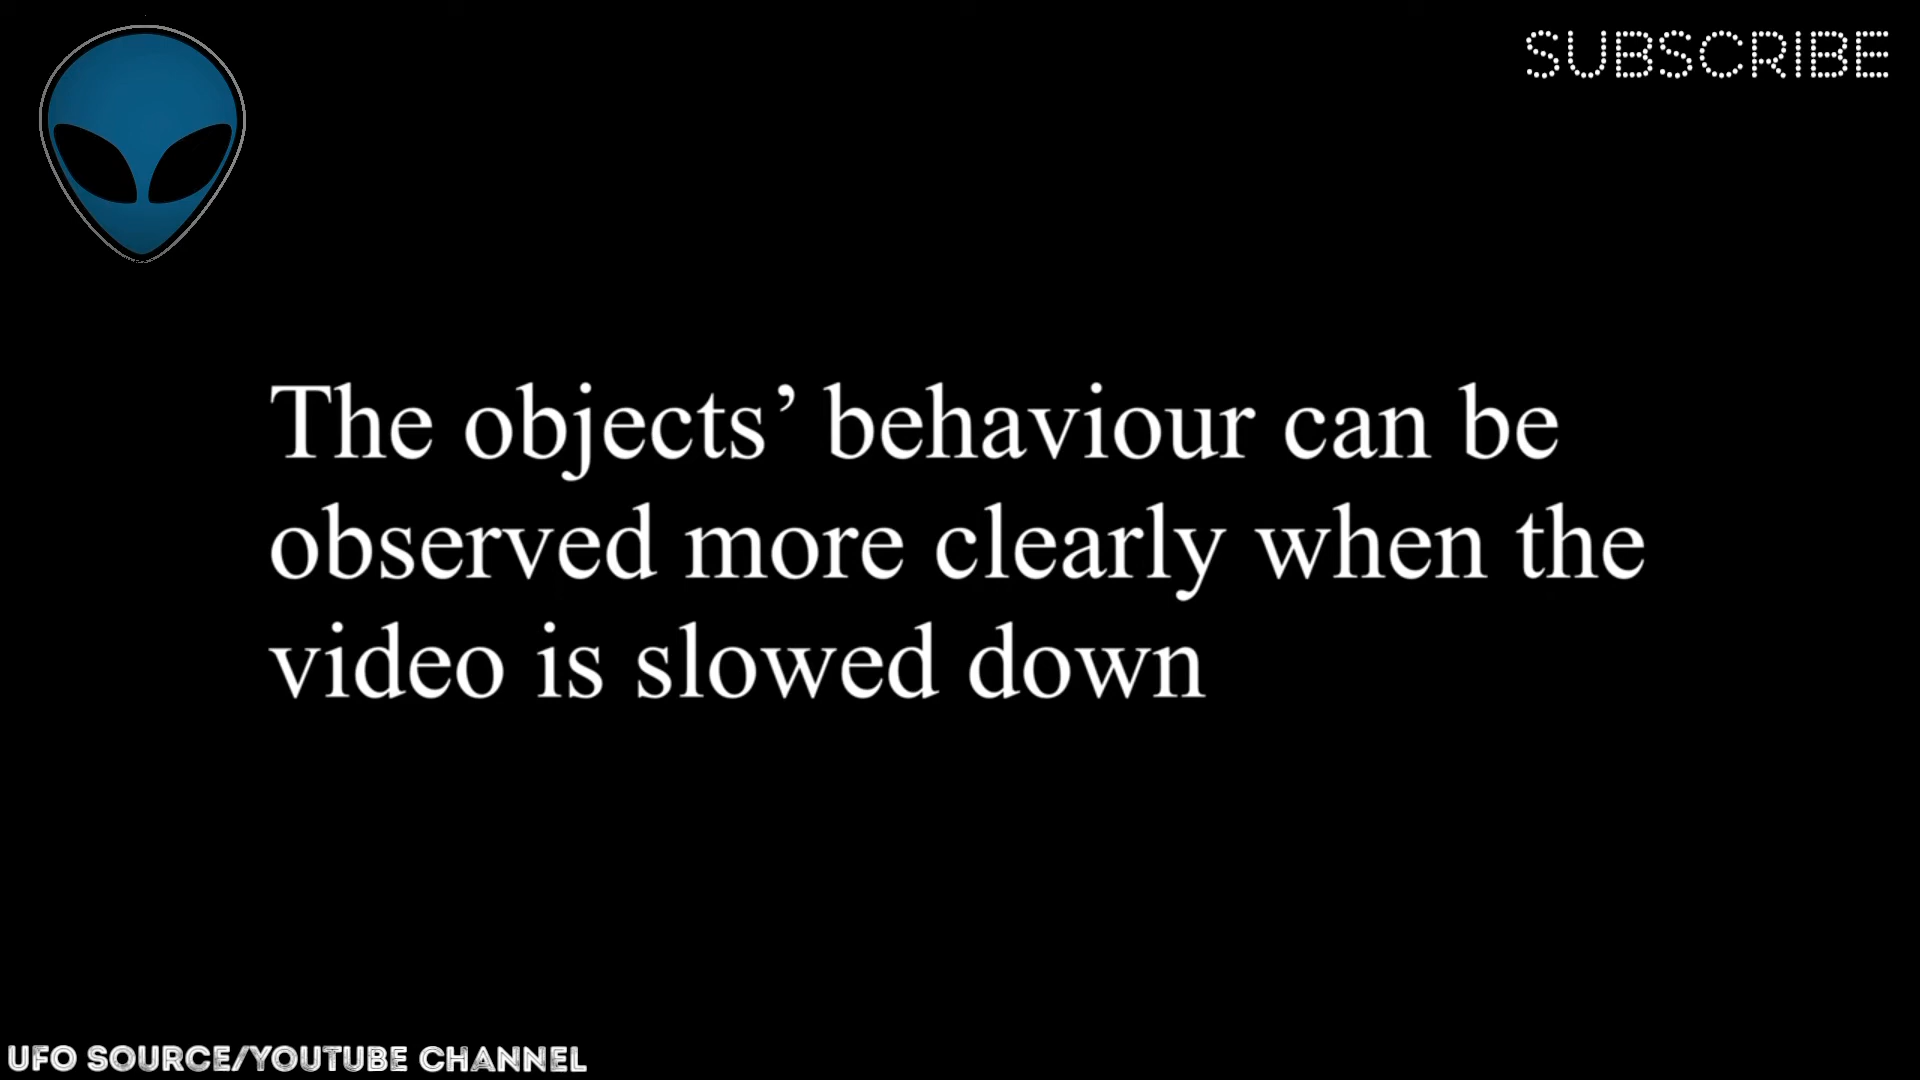 SUBSCRIBE
The objects’ behaviour can be
observed more clearly when the
video is slowed down
UFO SOURCE/YOUTUBE CHANNEL